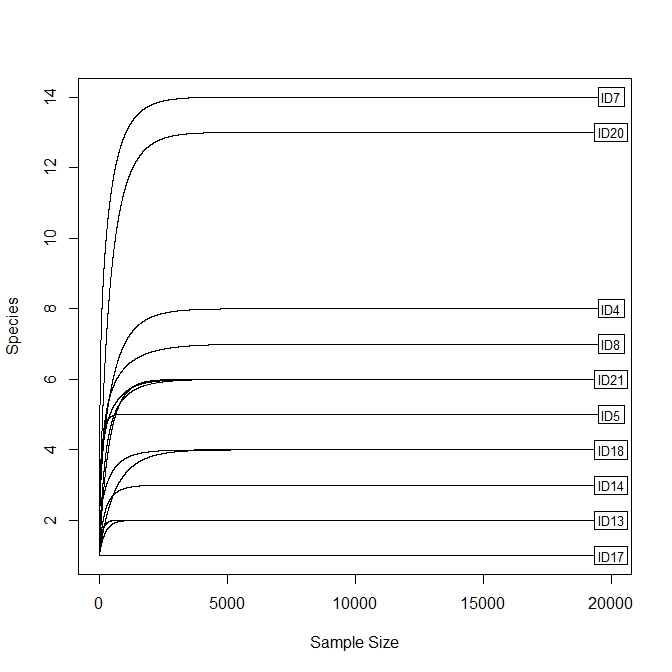 14
12
10
8
6
4
2
Species
ID7
ID20
ID4
ID8
ID21
ID5
ID18
ID14
ID13
ID17
0 5000 10000 15000 20000
Sample Size